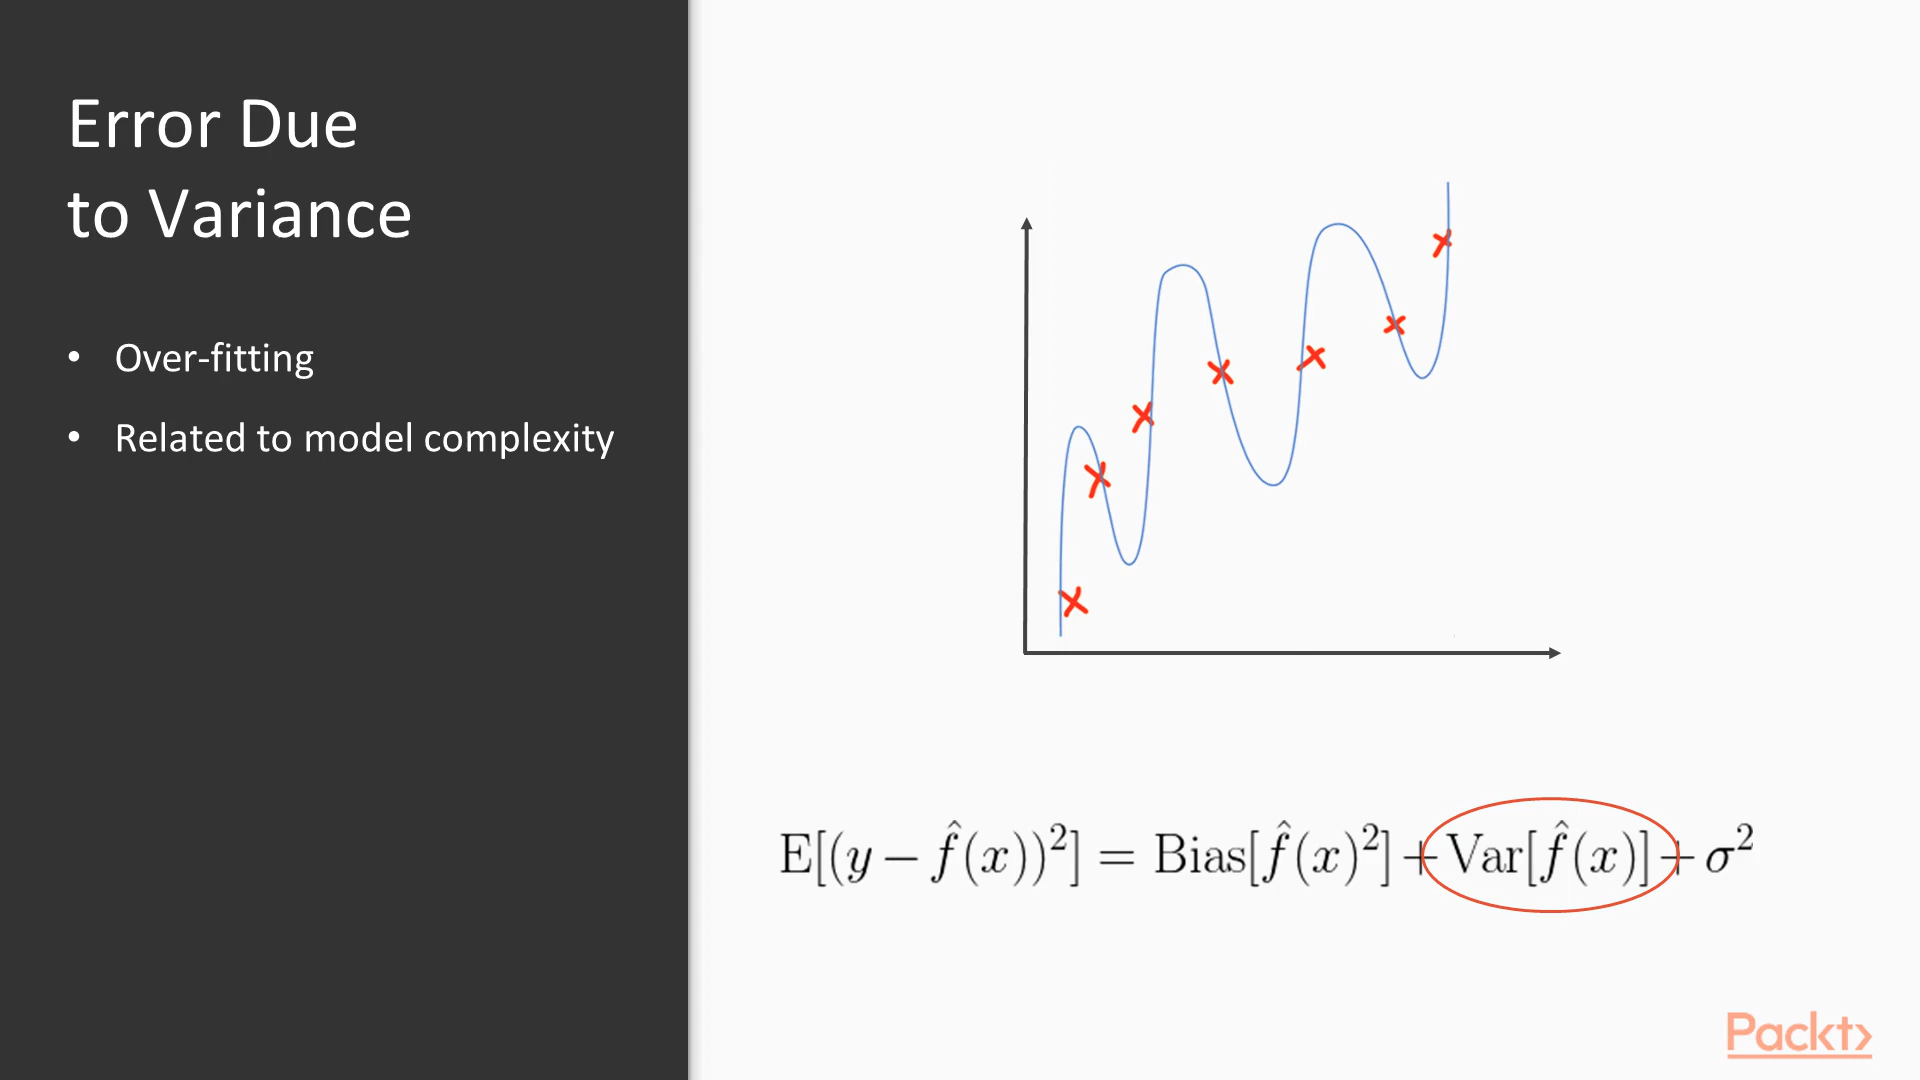 Error Due
to Variance
• Over-fitting
• Related to model complexity
E[(y − f̂(x))²] = Bias[f̂(x)²] + Var[f̂(x)] + σ²
Packt>